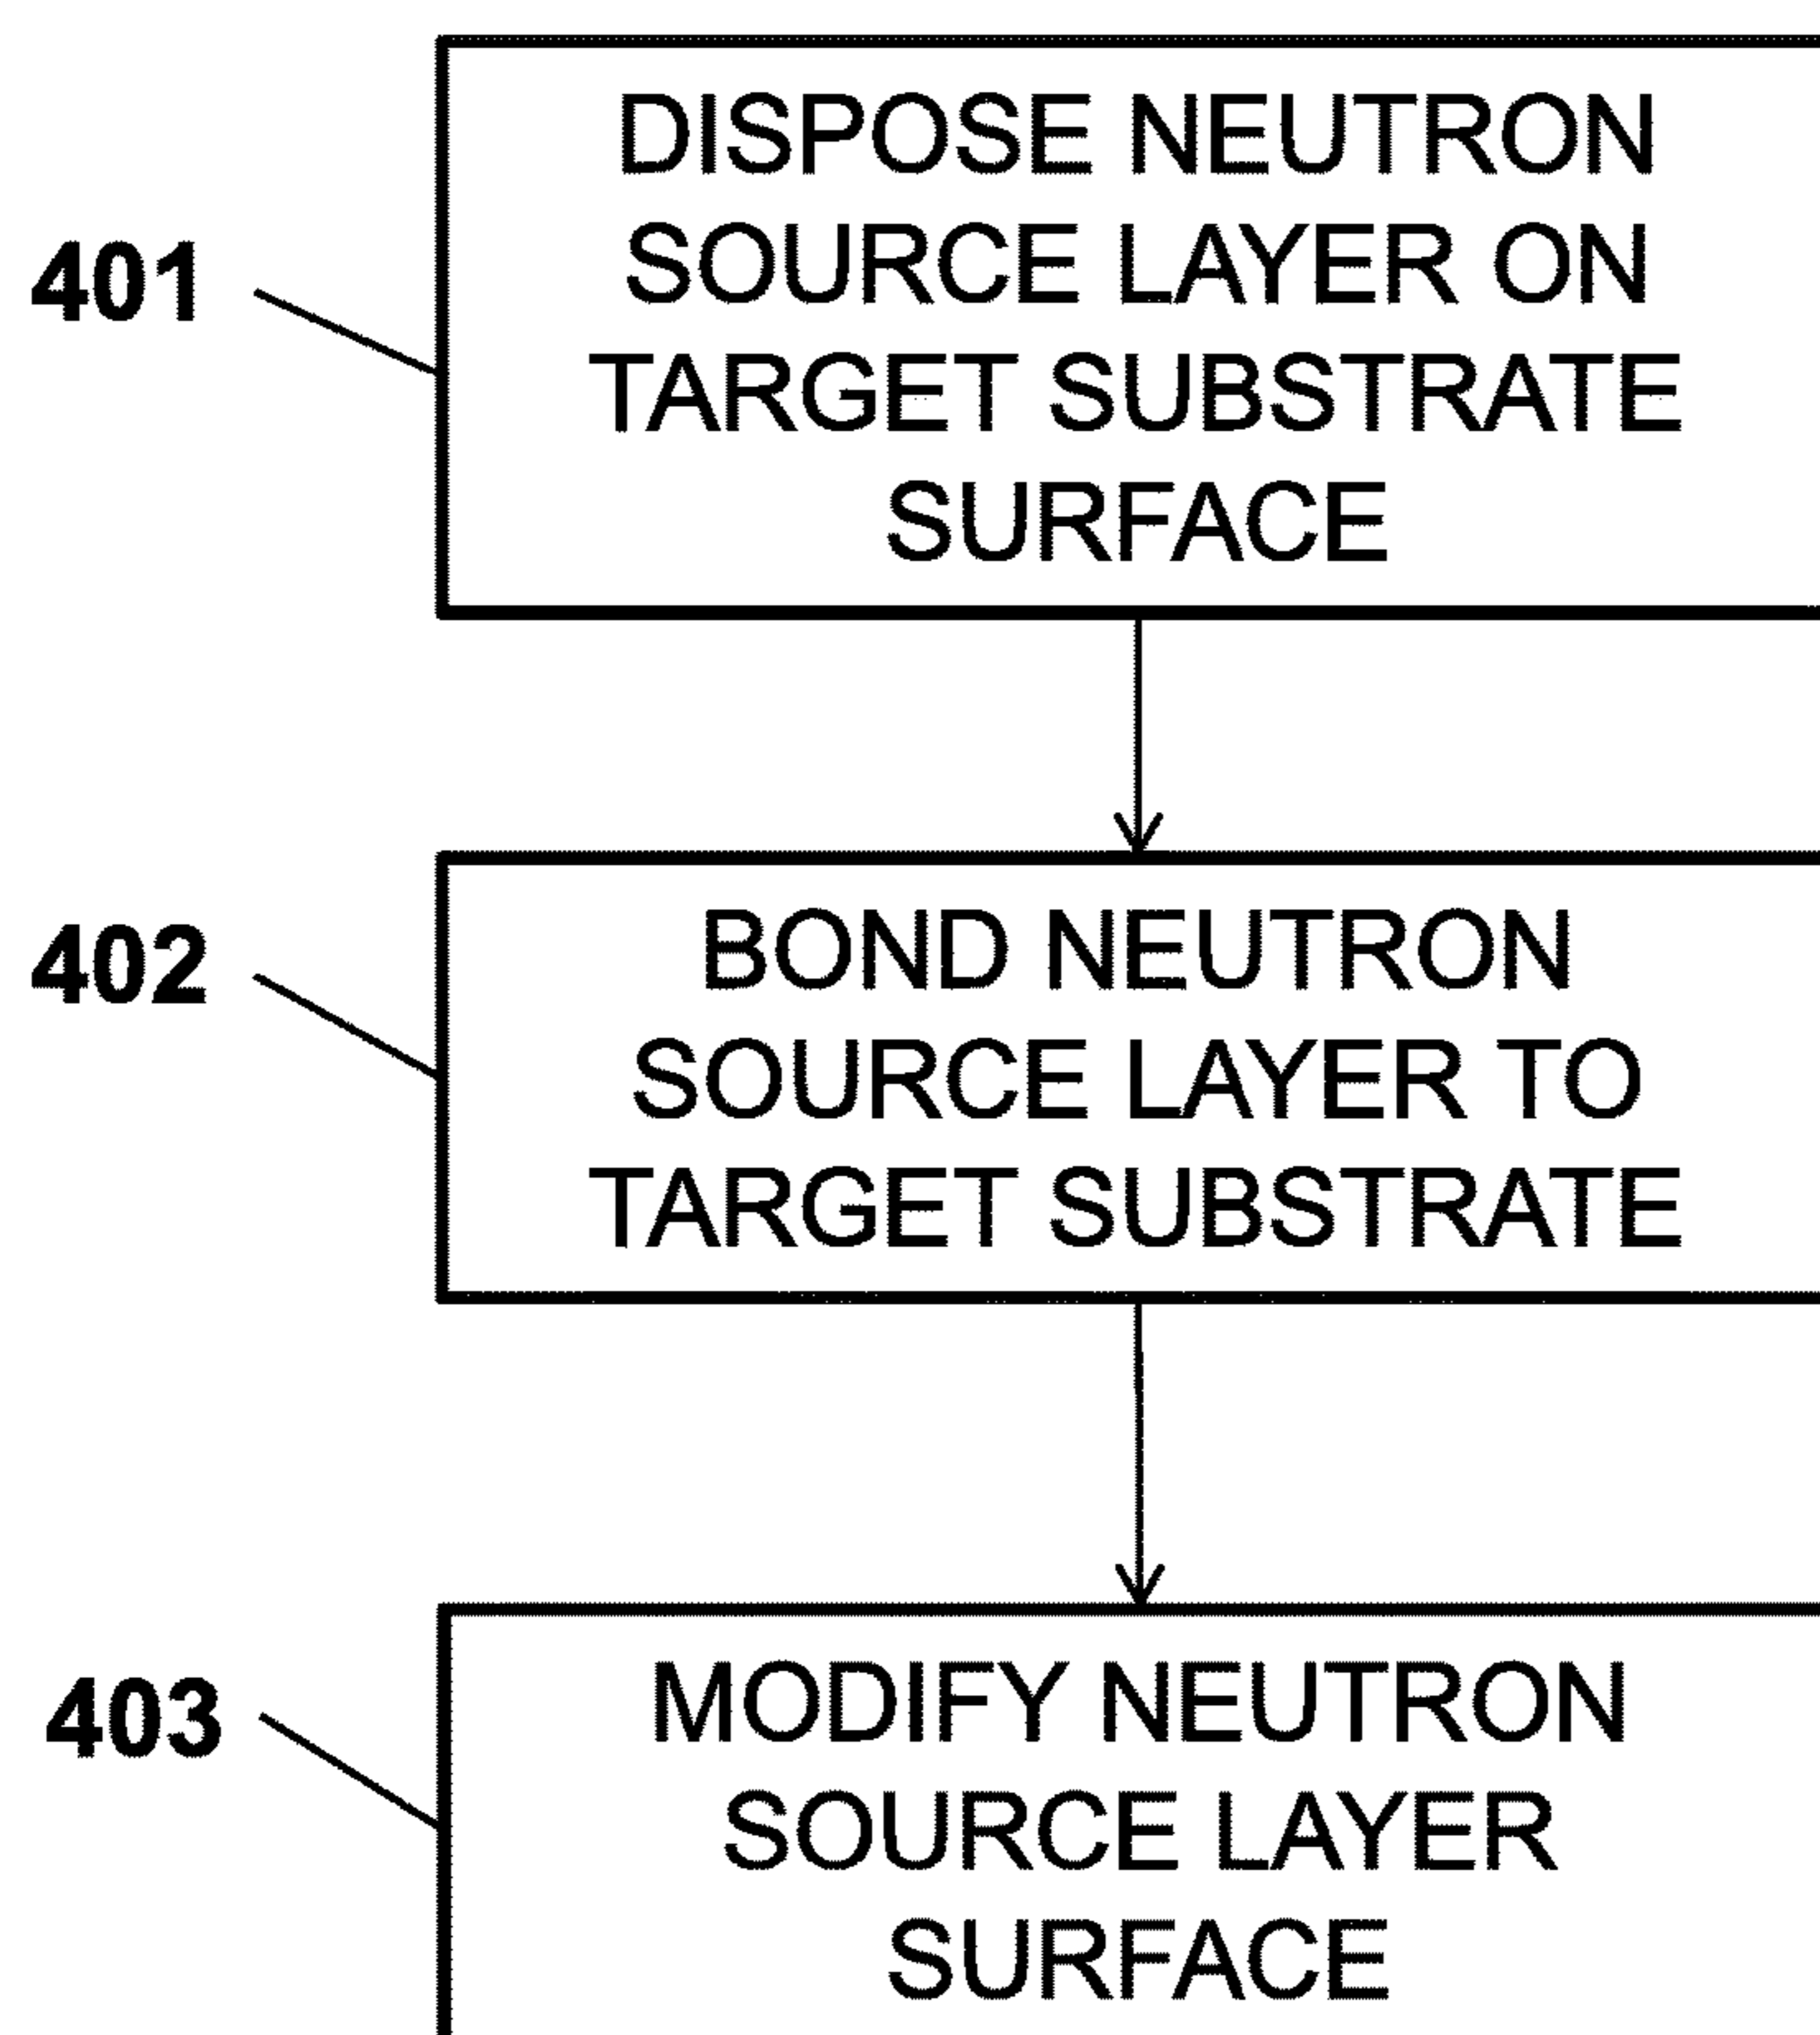 401
DISPOSE NEUTRON
SOURCE LAYER ON
TARGET SUBSTRATE
SURFACE
402
BOND NEUTRON
SOURCE LAYER TO
TARGET SUBSTRATE
403
MODIFY NEUTRON
SOURCE LAYER
SURFACE